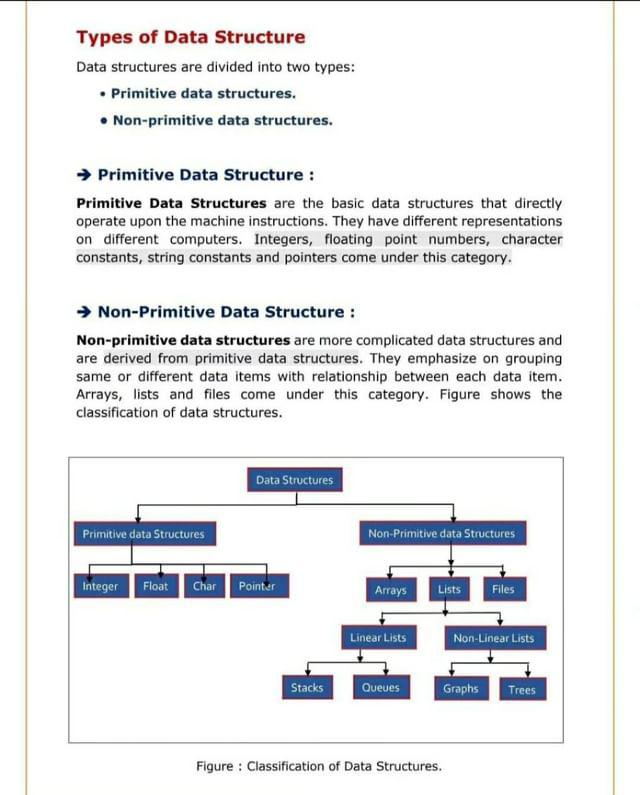 Types of Data Structure
Data structures are divided into two types:
• Primitive data structures.
• Non-primitive data structures.
→ Primitive Data Structure :
Primitive Data Structures are the basic data structures that directly
operate upon the machine instructions. They have different representations
on different computers. Integers, floating point numbers, character
constants, string constants and pointers come under this category.
→ Non-Primitive Data Structure :
Non-primitive data structures are more complicated data structures and
are derived from primitive data structures. They emphasize on grouping
same or different data items with relationship between each data item.
Arrays, lists and files come under this category. Figure shows the
classification of data structures.
Data Structures
Primitive data Structures
Non-Primitive data Structures
Integer
Float
Char
Pointer
Arrays
Lists
Files
Linear Lists
Non-Linear Lists
Stacks
Queues
Graphs
Trees
Figure : Classification of Data Structures.